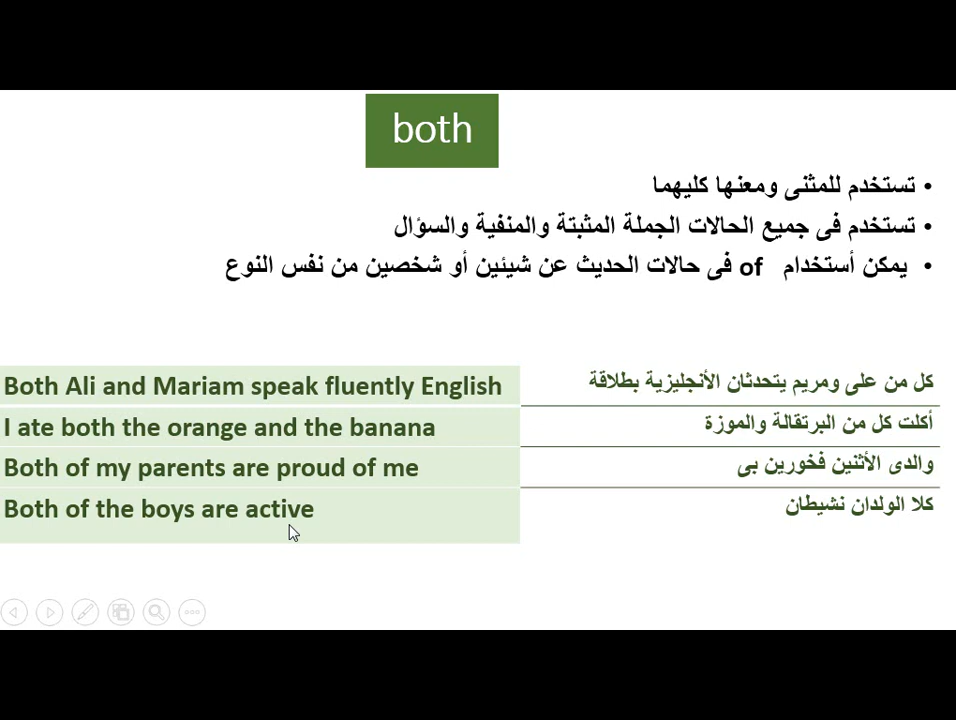 both
• تستخدم للمثنى ومعنها كليهما
• تستخدم فى جميع الحالات الجملة المثبتة والمنفية والسؤال
• يمكن أستخدام of فى حالات الحديث عن شيئين أو شخصين من نفس النوع
Both Ali and Mariam speak fluently English
كل من على ومريم يتحدثان الأنجليزية بطلاقة
I ate both the orange and the banana
أكلت كل من البرتقالة والموزة
Both of my parents are proud of me
والدى الأثنين فخورين بى
Both of the boys are active
كلا الولدان نشيطان